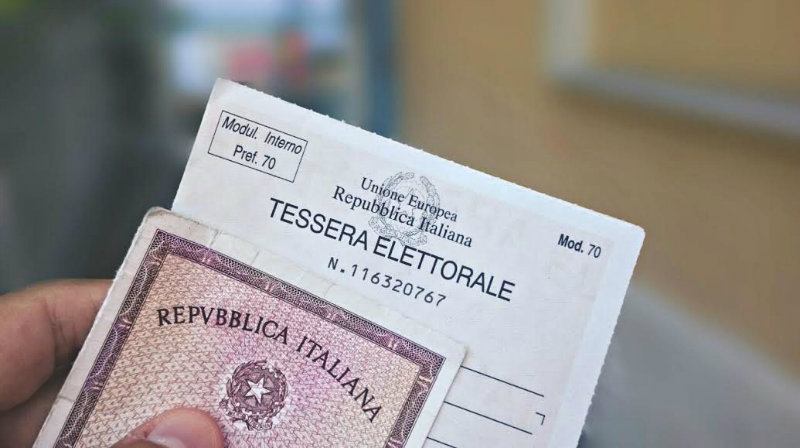 Modul. Interno
Pref. 70
Unione Europea
Repubblica Italiana
Mod. 70
TESSERA ELETTORALE
N.116320767
REPVBBLICA ITALIANA